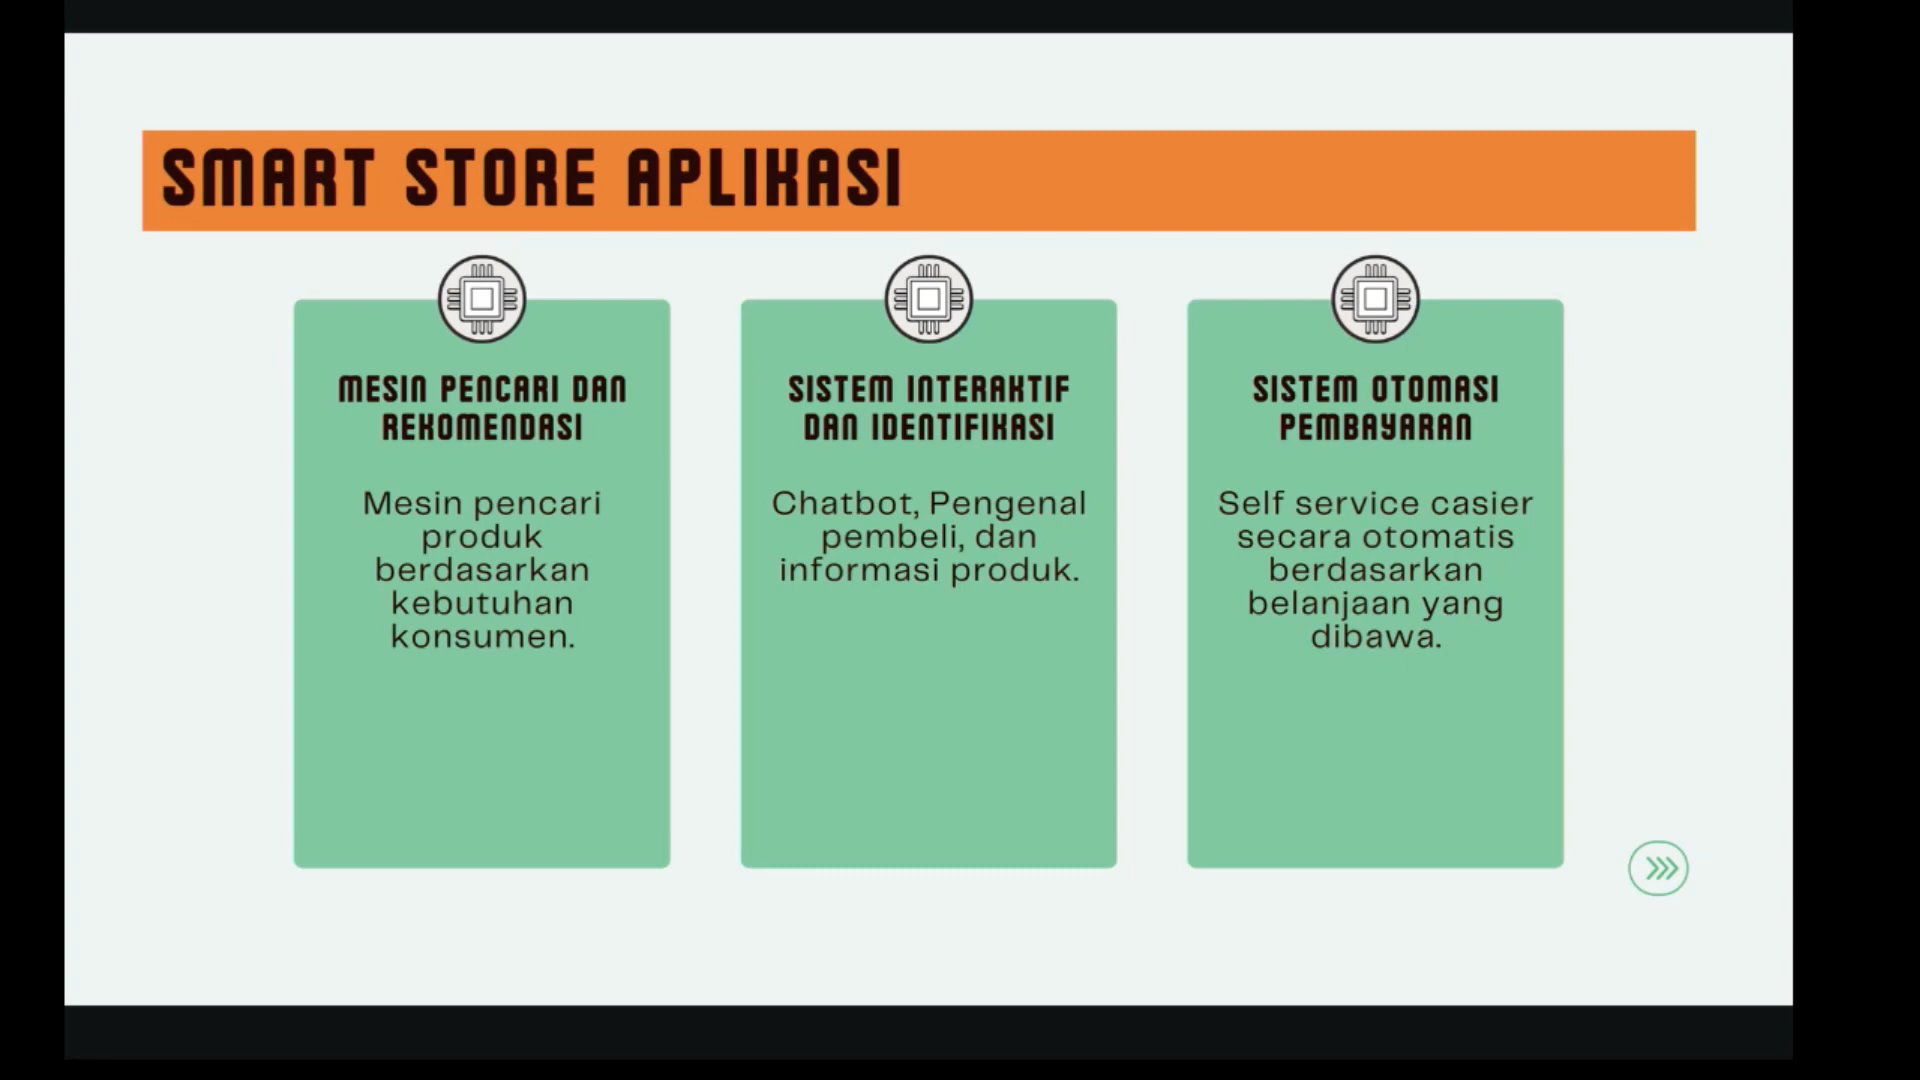 SMART STORE APLIKASI
MESIN PENCARI DAN
REKOMENDASI
Mesin pencari
produk
berdasarkan
kebutuhan
konsumen.
SISTEM INTERAKTIF
DAN IDENTIFIKASI
Chatbot, Pengenal
pembeli, dan
informasi produk.
SISTEM OTOMASI
PEMBAYARAN
Self service casier
secara otomatis
berdasarkan
belanjaan yang
dibawa.